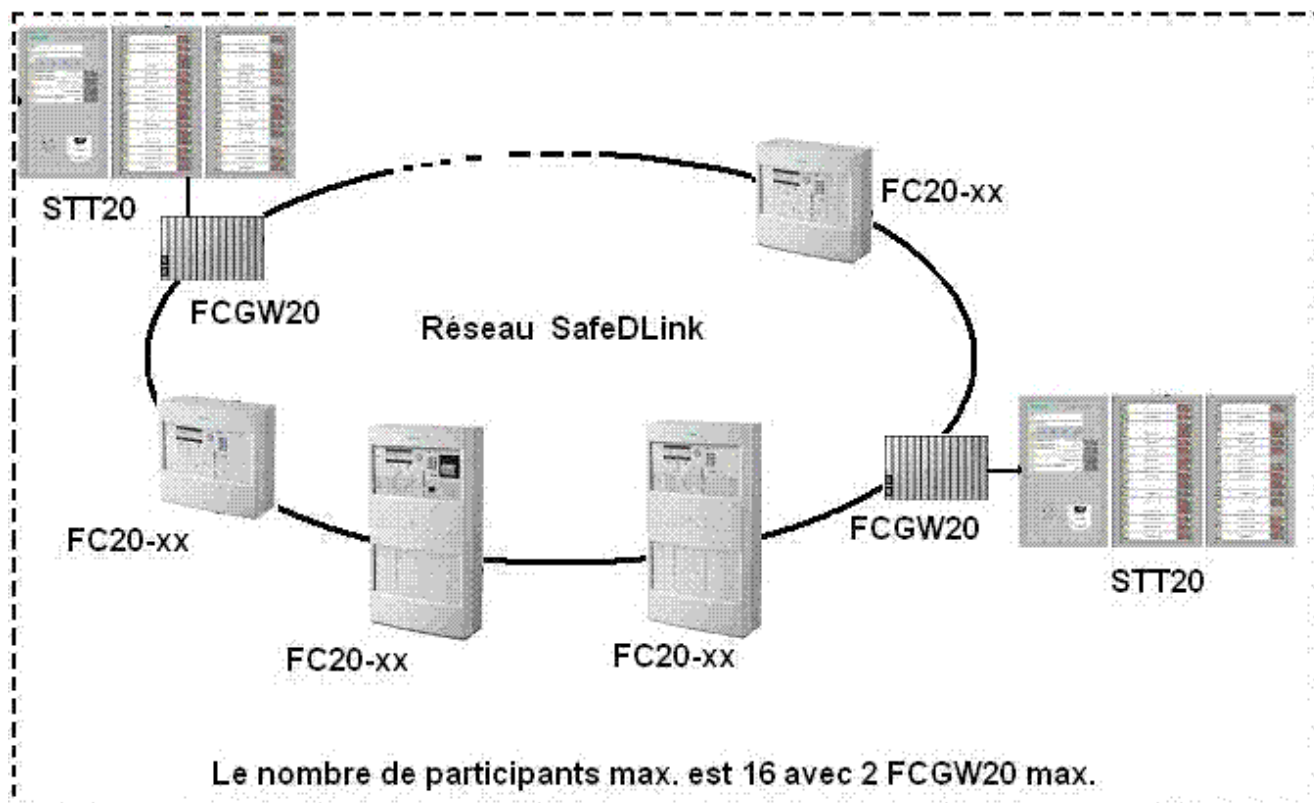 STT20
FC20-xx
FCGW20
Réseau SafeDLink
FC20-xx
FCGW20
STT20
FC20-xx
FC20-xx
Le nombre de participants max. est 16 avec 2 FCGW20 max.